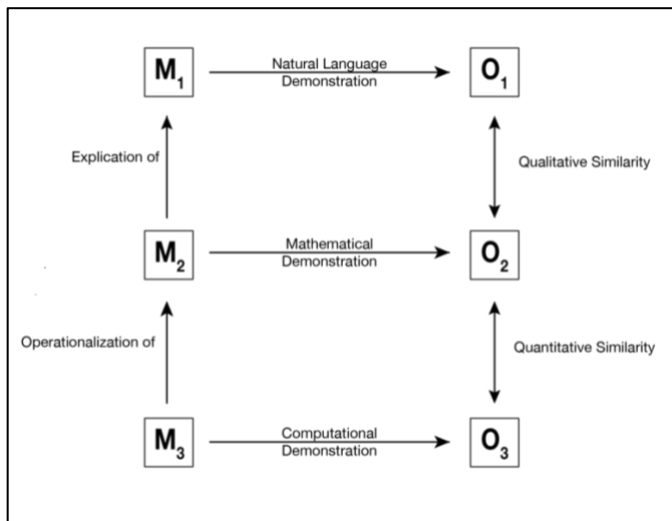 M1 Natural Language O1
Demonstration
Explication of Qualitative Similarity
M2 Mathematical O2
Demonstration
Operationalization of Quantitative Similarity
M3 Computational O3
Demonstration